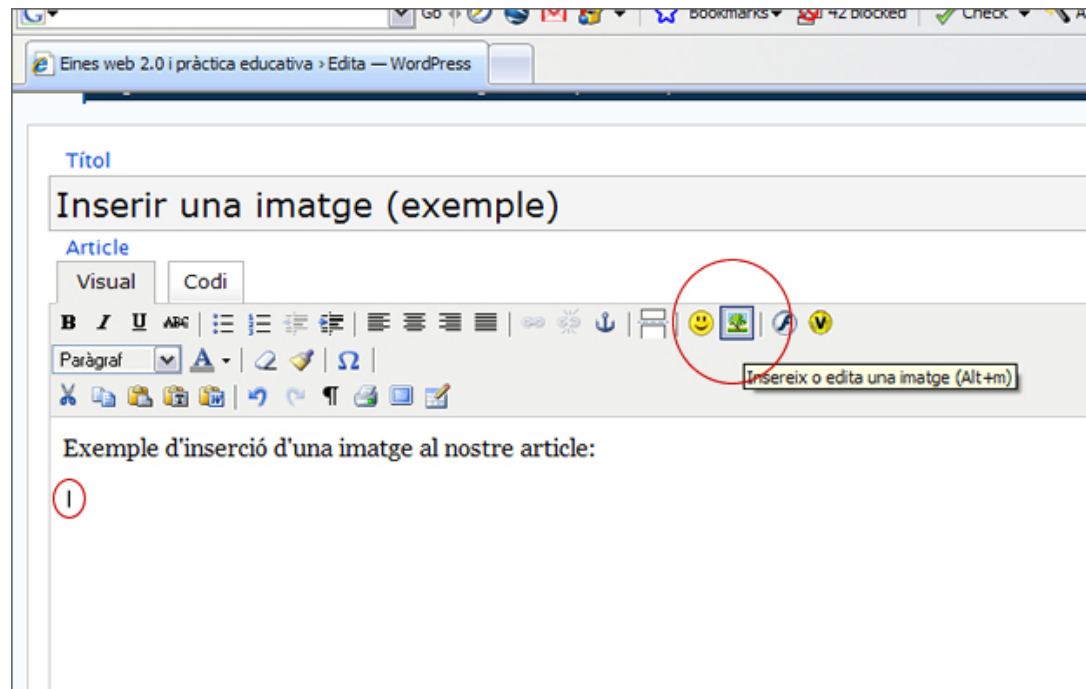 Go Bookmarks 42 blocked Check
Eines web 2.0 i pràctica educativa › Edita — WordPress
Títol
Inserir una imatge (exemple)
Article
Visual Codi
B I U ABC
Paràgraf A Ω
Insereix o edita una imatge (Alt+m)
Exemple d'inserció d'una imatge al nostre article: